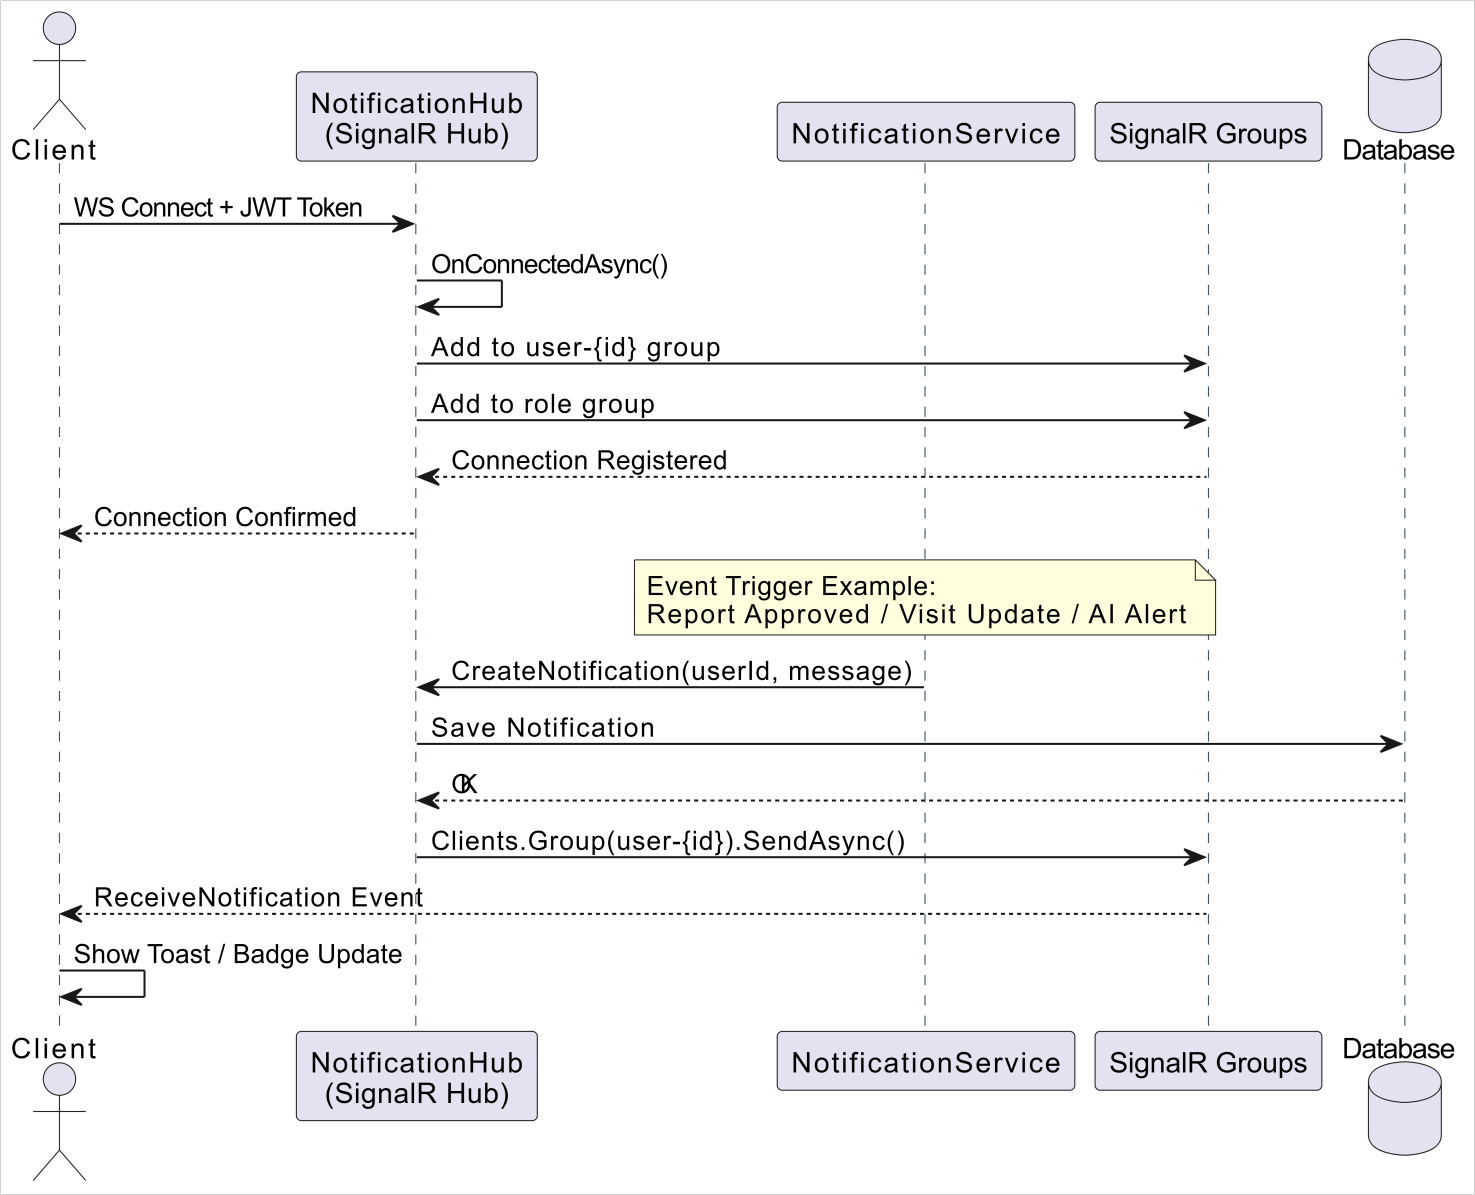 Client
NotificationHub
(SignalR Hub)
NotificationService
SignalR Groups
Database
WS Connect + JWT Token
OnConnectedAsync()
Add to user-{id} group
Add to role group
Connection Registered
Connection Confirmed
Event Trigger Example:
Report Approved / Visit Update / AI Alert
CreateNotification(userId, message)
Save Notification
OK
Clients.Group(user-{id}).SendAsync()
ReceiveNotification Event
Show Toast / Badge Update
Client
NotificationHub
(SignalR Hub)
NotificationService
SignalR Groups
Database